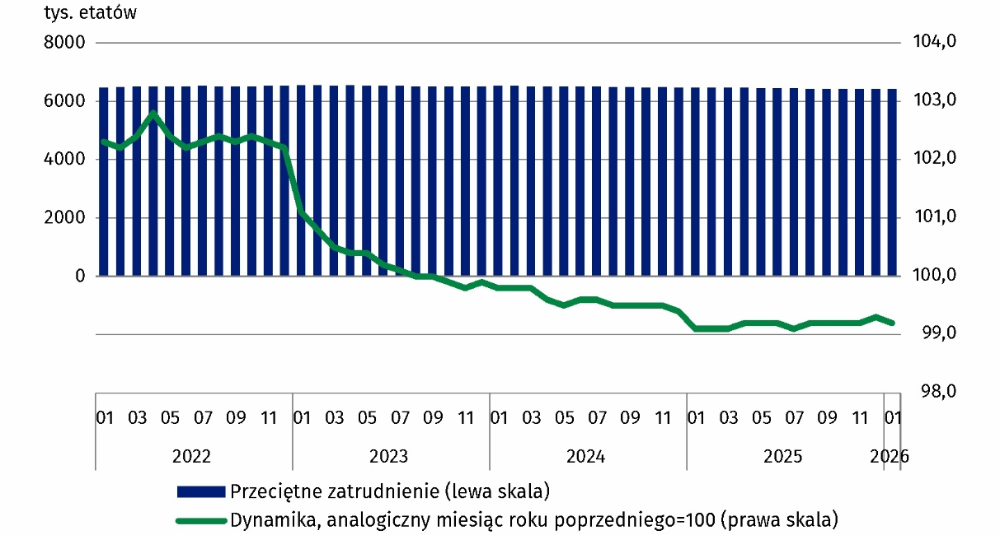 tys. etatów
8000 104,0
6000 103,0
4000 102,0
2000 101,0
0 100,0
99,0
98,0
01 03 05 07 09 11 01 03 05 07 09 11 01 03 05 07 09 11 01 03 05 07 09 11 01
2022 2023 2024 2025 2026
Przeciętne zatrudnienie (lewa skala)
Dynamika, analogiczny miesiąc roku poprzedniego=100 (prawa skala)